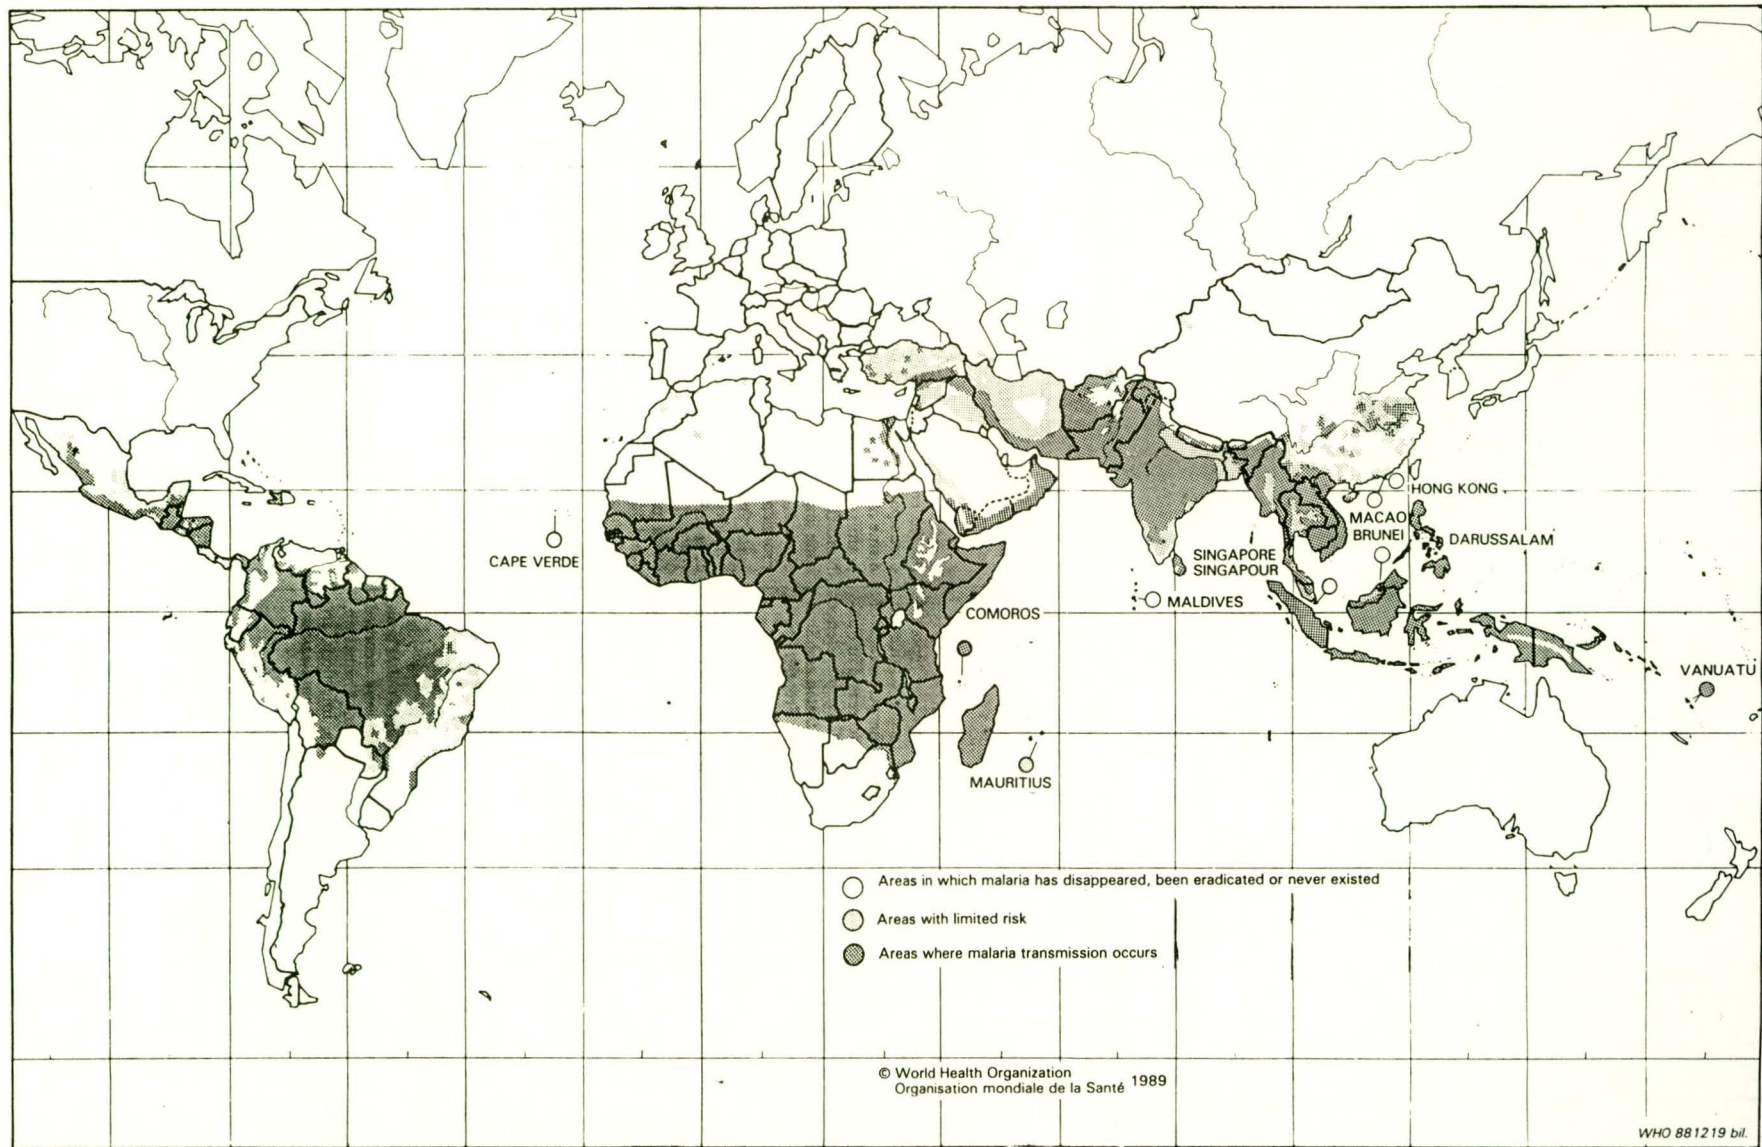 HONG KONG
MACAO
BRUNEI
DARUSSALAM
CAPE VERDE
SINGAPORE
SINGAPOUR
MALDIVES
COMOROS
VANUATU
MAURITIUS
Areas in which malaria has disappeared, been eradicated or never existed
Areas with limited risk
Areas where malaria transmission occurs
© World Health Organization
Organisation mondiale de la Santé 1989
WHO 881219 bil.